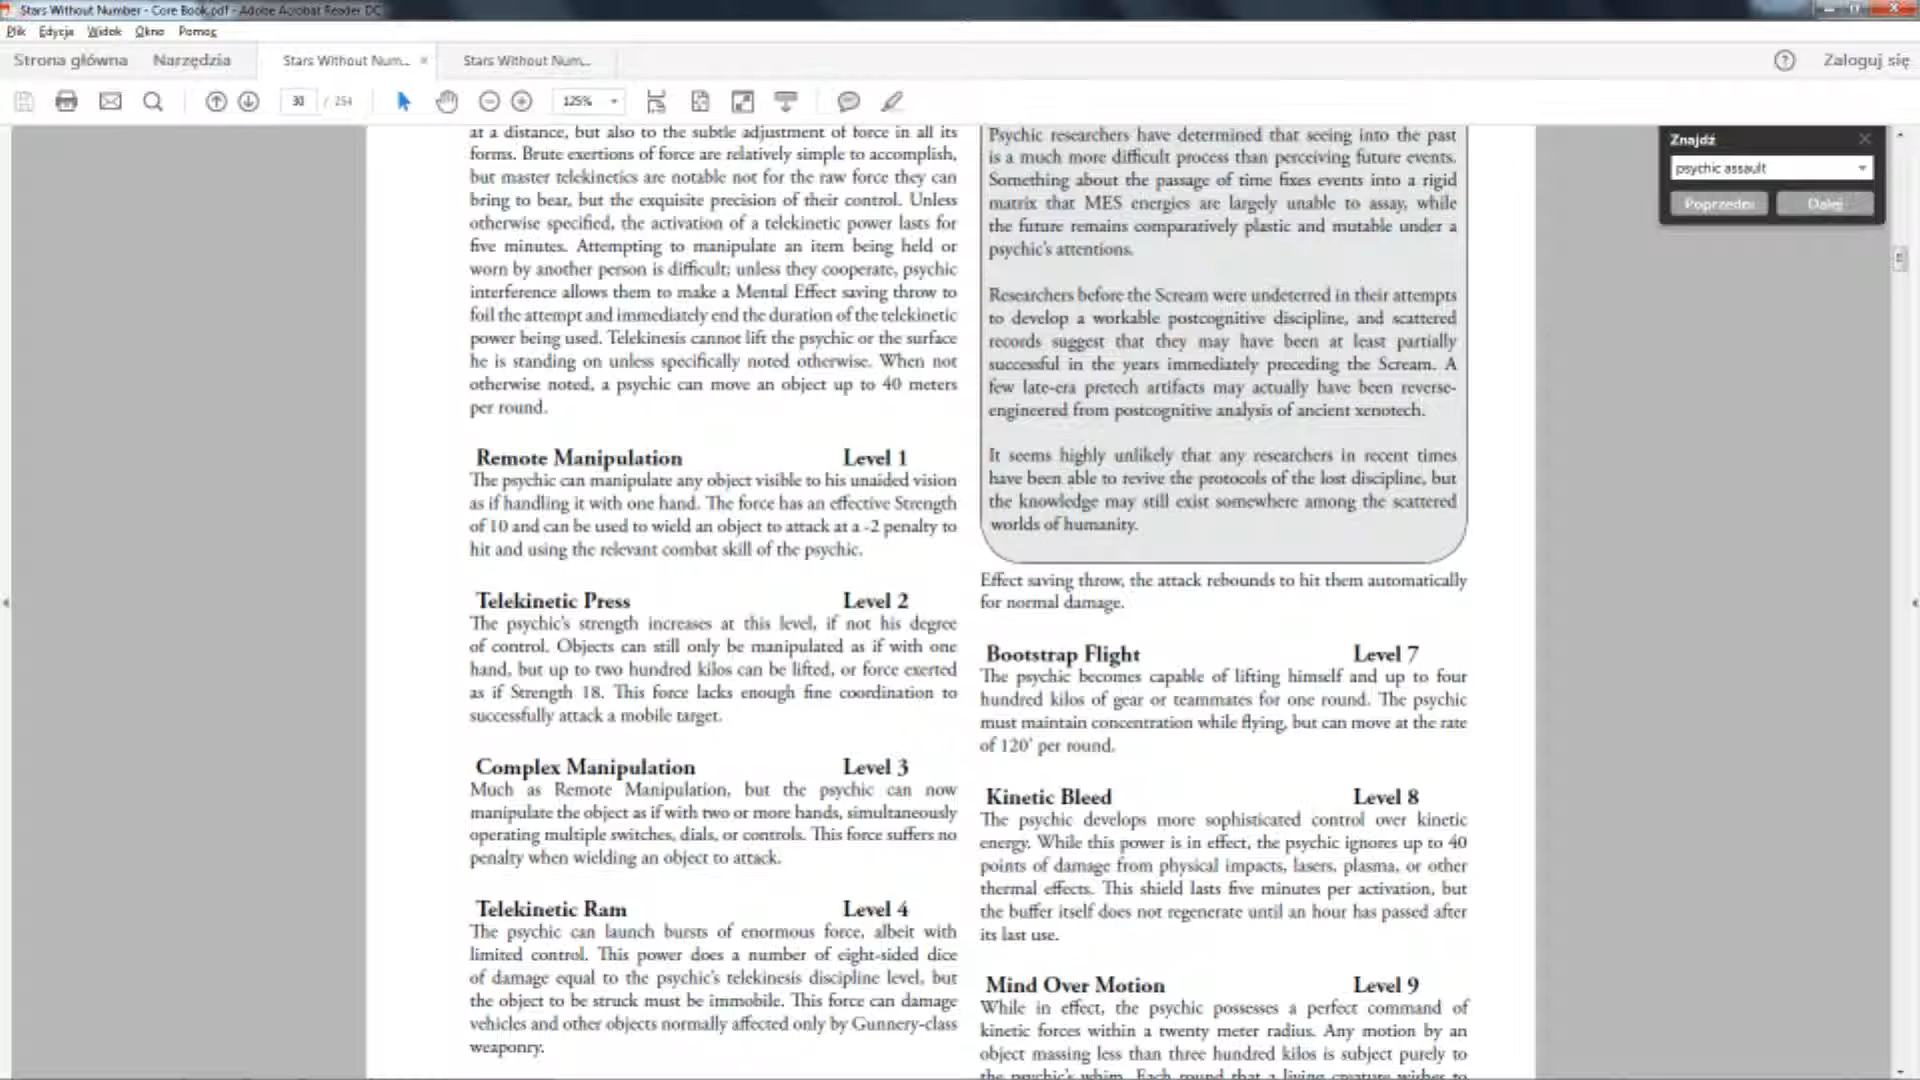 Stars Without Number - Core Book.pdf - Adobe Acrobat Reader DC
Plik Edycja Widok Okno Pomoc
Strona główna Narzędzia Stars Without Num... × Stars Without Num... Zaloguj się
30 / 254 125%
Znajdź
psychic assault
Poprzedni Dalej
at a distance, but also to the subtle adjustment of force in all its
forms. Brute exertions of force are relatively simple to accomplish,
but master telekinetics are notable not for the raw force they can
bring to bear, but the exquisite precision of their control. Unless
otherwise specified, the activation of a telekinetic power lasts for
five minutes. Attempting to manipulate an item being held or
worn by another person is difficult; unless they cooperate, psychic
interference allows them to make a Mental Effect saving throw to
foil the attempt and immediately end the duration of the telekinetic
power being used. Telekinesis cannot lift the psychic or the surface
he is standing on unless specifically noted otherwise. When not
otherwise noted, a psychic can move an object up to 40 meters
per round.
Remote Manipulation Level 1
The psychic can manipulate any object visible to his unaided vision
as if handling it with one hand. The force has an effective Strength
of 10 and can be used to wield an object to attack at a -2 penalty to
hit and using the relevant combat skill of the psychic.
Telekinetic Press Level 2
The psychic's strength increases at this level, if not his degree
of control. Objects can still only be manipulated as if with one
hand, but up to two hundred kilos can be lifted, or force exerted
as if Strength 18. This force lacks enough fine coordination to
successfully attack a mobile target.
Complex Manipulation Level 3
Much as Remote Manipulation, but the psychic can now
manipulate the object as if with two or more hands, simultaneously
operating multiple switches, dials, or controls. This force suffers no
penalty when wielding an object to attack.
Telekinetic Ram Level 4
The psychic can launch bursts of enormous force, albeit with
limited control. This power does a number of eight-sided dice
of damage equal to the psychic's telekinesis discipline level, but
the object to be struck must be immobile. This force can damage
vehicles and other objects normally affected only by Gunnery-class
weaponry.
Psychic researchers have determined that seeing into the past
is a much more difficult process than perceiving future events.
Something about the passage of time fixes events into a rigid
matrix that MES energies are largely unable to assay, while
the future remains comparatively plastic and mutable under a
psychic's attentions.
Researchers before the Scream were undeterred in their attempts
to develop a workable postcognitive discipline, and scattered
records suggest that they may have been at least partially
successful in the years immediately preceding the Scream. A
few late-era pretech artifacts may actually have been reverse-
engineered from postcognitive analysis of ancient xenotech.
It seems highly unlikely that any researchers in recent times
have been able to revive the protocols of the lost discipline, but
the knowledge may still exist somewhere among the scattered
worlds of humanity.
Effect saving throw, the attack rebounds to hit them automatically
for normal damage.
Bootstrap Flight Level 7
The psychic becomes capable of lifting himself and up to four
hundred kilos of gear or teammates for one round. The psychic
must maintain concentration while flying, but can move at the rate
of 120' per round.
Kinetic Bleed Level 8
The psychic develops more sophisticated control over kinetic
energy. While this power is in effect, the psychic ignores up to 40
points of damage from physical impacts, lasers, plasma, or other
thermal effects. This shield lasts five minutes per activation, but
the buffer itself does not regenerate until an hour has passed after
its last use.
Mind Over Motion Level 9
While in effect, the psychic possesses a perfect command of
kinetic forces within a twenty meter radius. Any motion by an
object massing less than three hundred kilos is subject purely to
the psychic's whim. Each round that a living creature wishes to